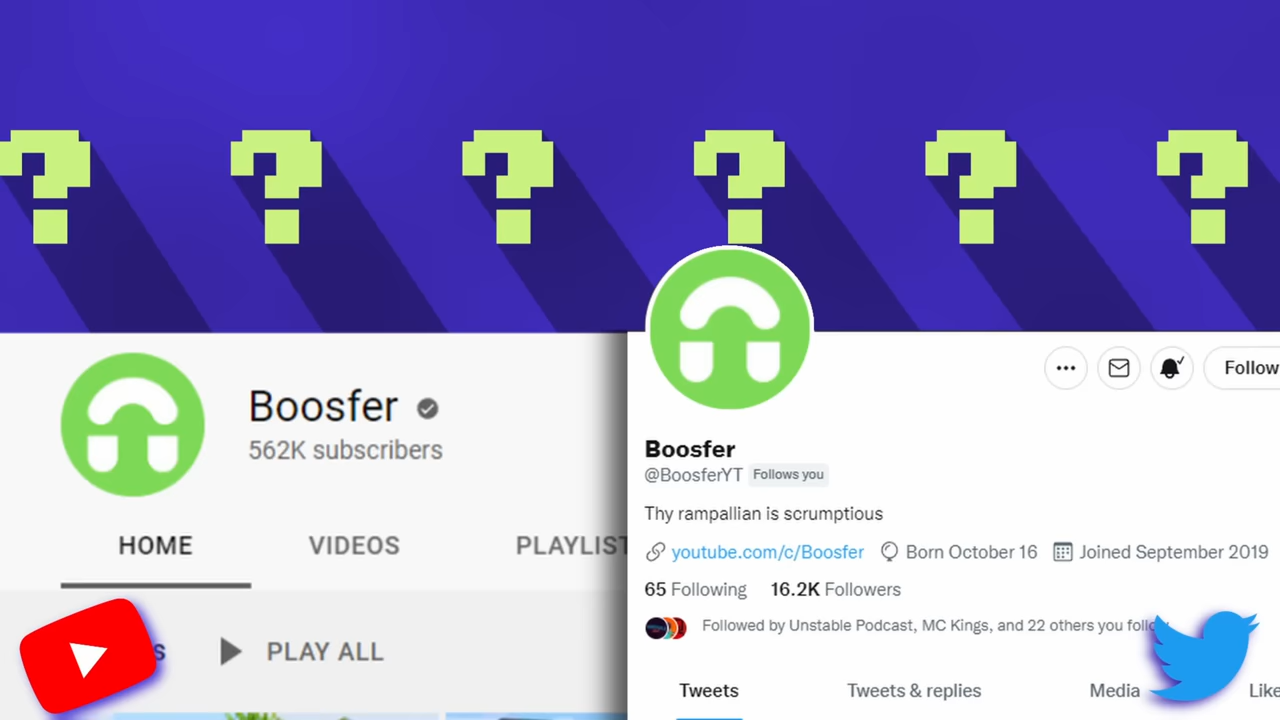 ? ? ? ? ? ?
Boosfer
562K subscribers
HOME VIDEOS PLAYLIST
s PLAY ALL
Follow
Boosfer
@BoosferYT Follows you
Thy rampallian is scrumptious
youtube.com/c/Boosfer Born October 16 Joined September 2019
65 Following 16.2K Followers
Followed by Unstable Podcast, MC Kings, and 22 others you follo
Tweets Tweets & replies Media Like